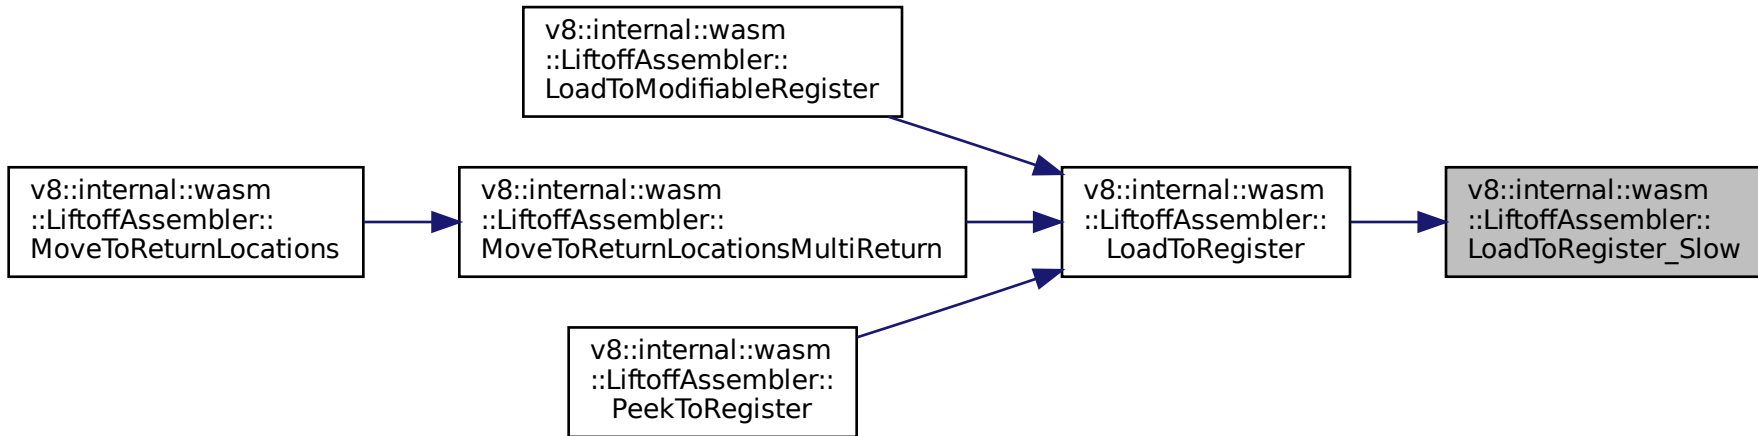 v8::internal::wasm
::LiftoffAssembler::
LoadToModifiableRegister
v8::internal::wasm
::LiftoffAssembler::
MoveToReturnLocations
v8::internal::wasm
::LiftoffAssembler::
MoveToReturnLocationsMultiReturn
v8::internal::wasm
::LiftoffAssembler::
LoadToRegister
v8::internal::wasm
::LiftoffAssembler::
LoadToRegister_Slow
v8::internal::wasm
::LiftoffAssembler::
PeekToRegister